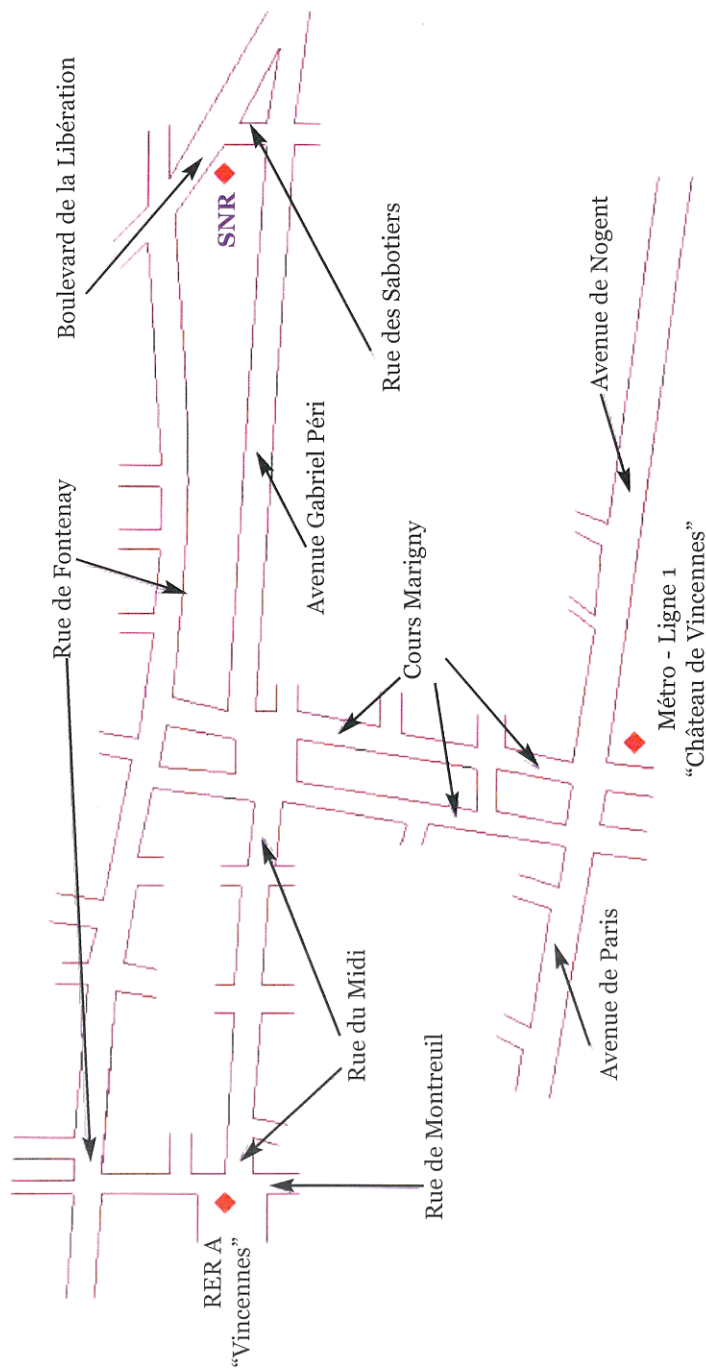 Boulevard de la Libération
Rue de Fontenay
SNR
RER A
“Vincennes”
Avenue Gabriel Péri
Rue des Sabotiers
Rue du Midi
Cours Marigny
Rue de Montreuil
Avenue de Nogent
Avenue de Paris
Métro - Ligne 1
“Château de Vincennes”